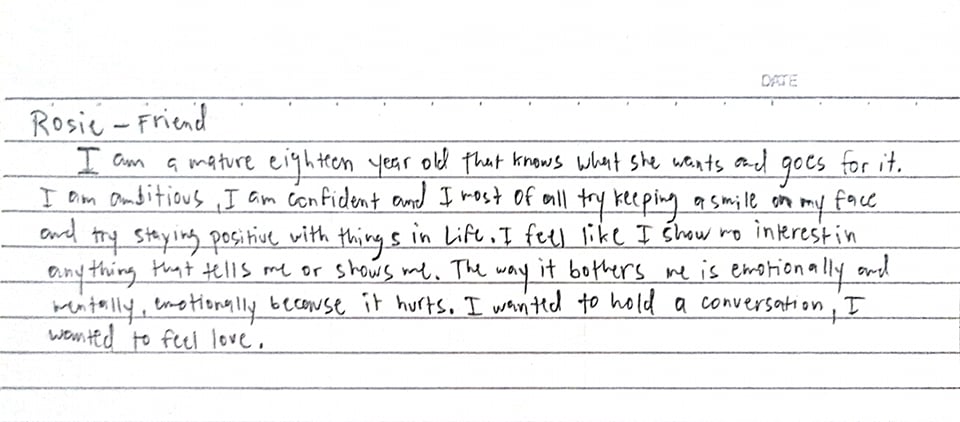 DATE
Rosie - Friend
I am a mature eighteen year old that knows what she wants and goes for it.
I am ambitious, I am confident and I most of all try keeping a smile on my face
and try staying positive with things in Life. I feel like I show no interest in
anything that tells me or shows me. The way it bothers me is emotionally and
mentally, emotionally because it hurts. I wanted to hold a conversation, I
wanted to feel love.